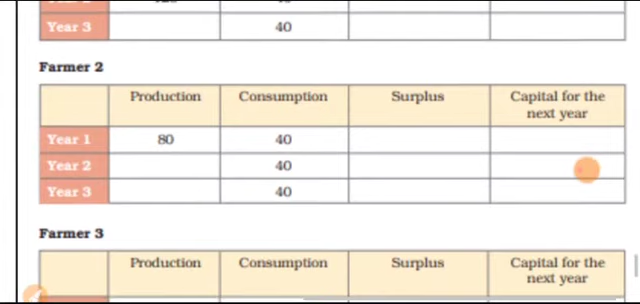 Year 3 40
Farmer 2
Production Consumption Surplus Capital for the
next year
Year 1 80 40
Year 2 40
Year 3 40
Farmer 3
Production Consumption Surplus Capital for the
next year